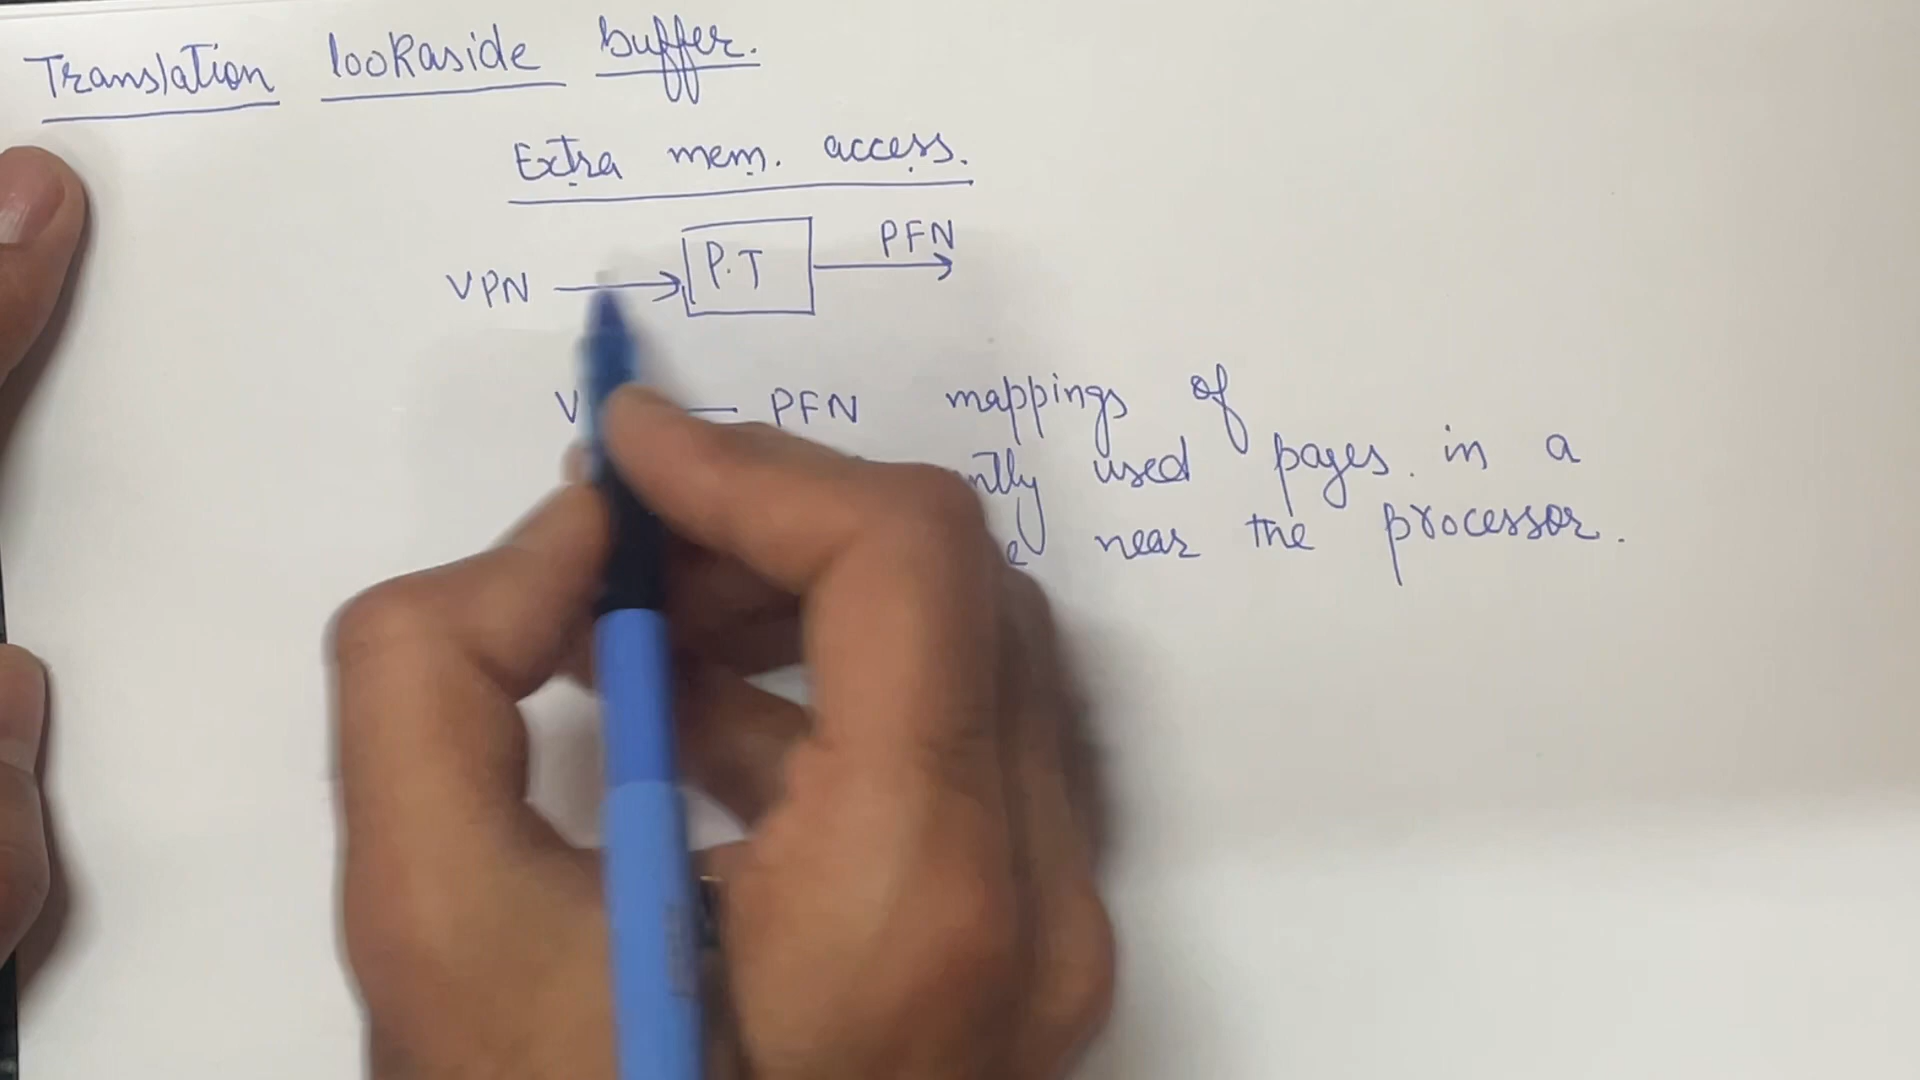 Translation lookaside buffer.
Extra mem. access.
VPN P.T PFN
PFN mappings of
used pages. in a
near the processor.